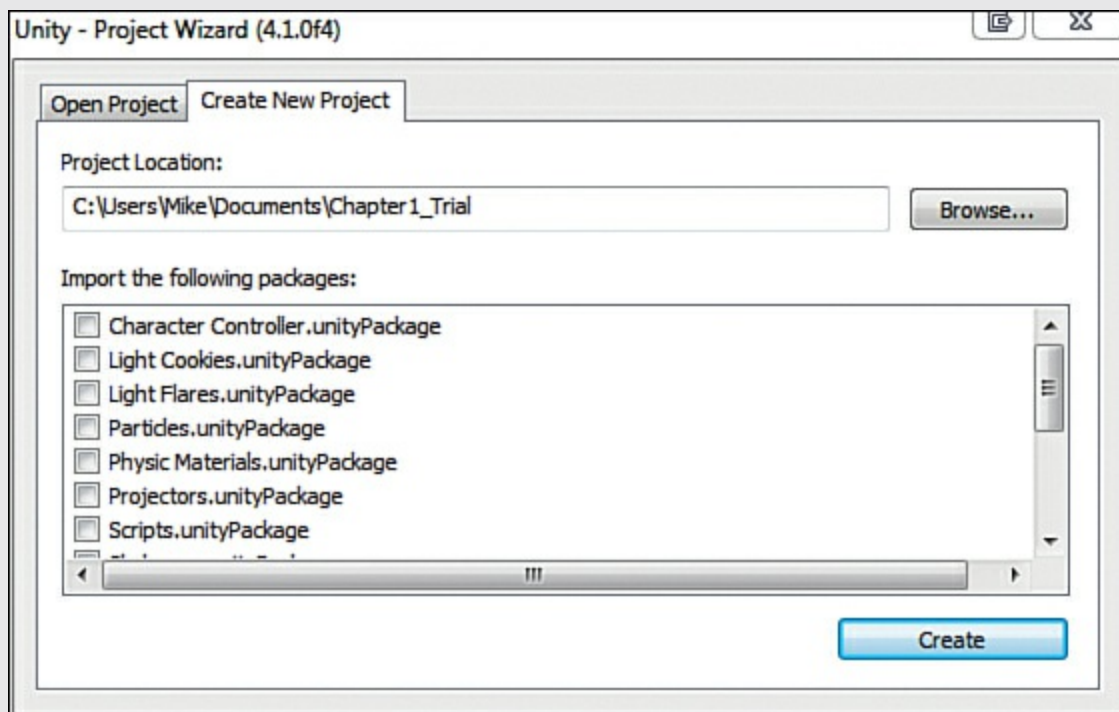 Unity - Project Wizard (4.1.0f4)
Open Project
Create New Project
Project Location:
C:\Users\Mike\Documents\Chapter1_Trial
Browse...
Import the following packages:
Character Controller.unityPackage
Light Cookies.unityPackage
Light Flares.unityPackage
Particles.unityPackage
Physic Materials.unityPackage
Projectors.unityPackage
Scripts.unityPackage
Create